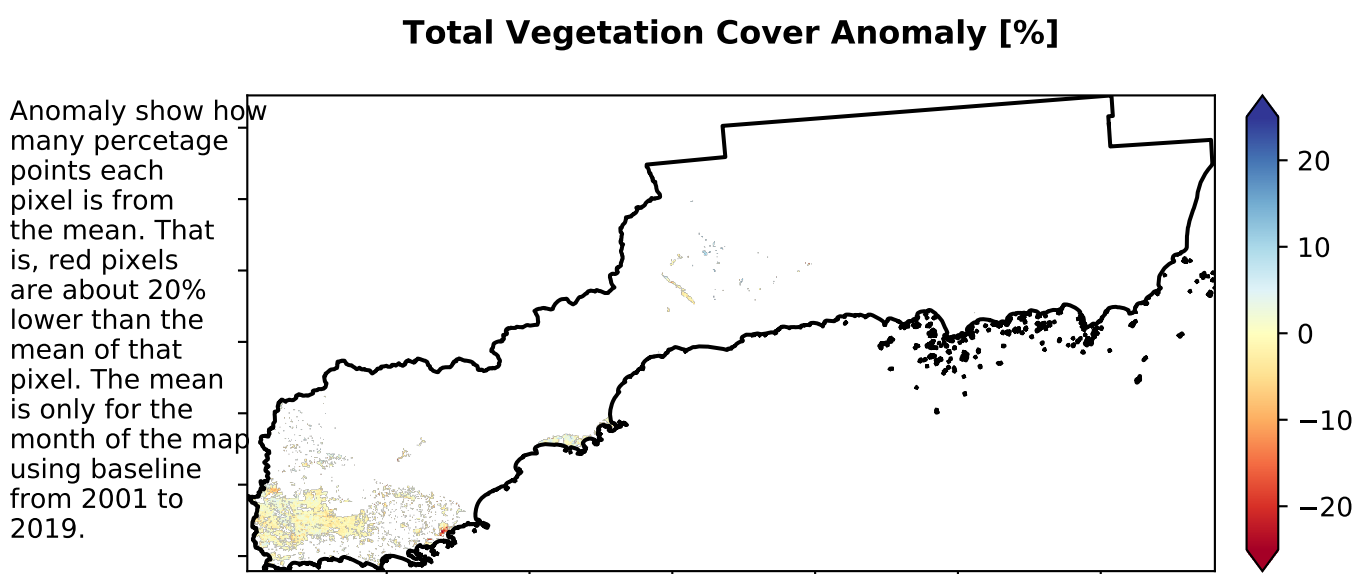 Total Vegetation Cover Anomaly [%]
Anomaly show how
many percetage
points each
pixel is from
the mean. That
is, red pixels
are about 20%
lower than the
mean of that
pixel. The mean
is only for the
month of the map
using baseline
from 2001 to
2019.
20
10
0
−10
−20